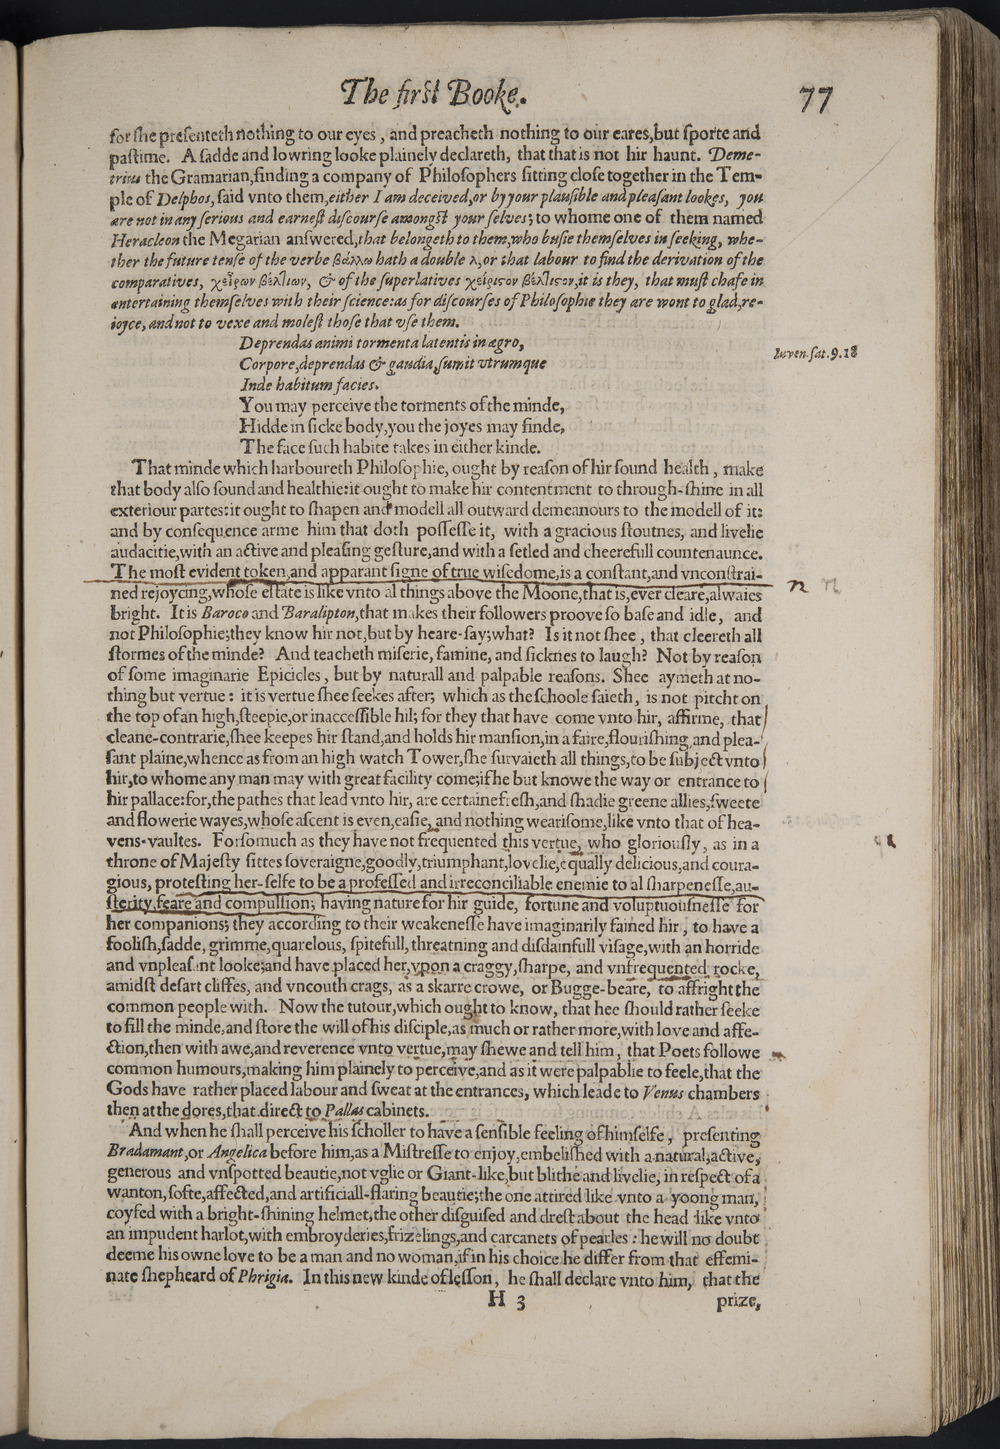 The firſt Booke.
77
for ſhe preſenteth nothing to our eyes, and preacheth nothing to our eares, but ſporte and
paſtime. A ſadde and lowring looke plainely declareth, that that is not hir haunt. Deme-
trius the Gramarian, finding a company of Philoſophers ſitting cloſe together in the Tem-
ple of Delphos, ſaid vnto them, either I am deceived, or by your plauſible and pleaſant lookes, you
are not in any ſerious and earneſt diſcourſe amongſt your ſelves; to whome one of them named
Heracleon the Megarian anſwered, that belongeth to them, who buſie themſelves in ſeeking, whe-
ther the future tenſe of the verbe βάλλω hath a double λ, or that labour to find the derivation of the
comparatives, χεῖρων βέλτιων, & of the ſuperlatives χείριςον βέλτιςον, it is they, that muſt chafe in
entertaining themſelves with their ſcience: as for diſcourſes of Philoſophie they are wont to glad, re-
ioyce, and not to vexe and moleſt thoſe that vſe them.
Deprendas animi tormenta latentis in ægro,
Iuven. ſat. 9. 18
Corpore, deprendas & gaudia, ſumit vtrumque
Inde habitum facies.
You may perceive the torments of the minde,
Hidde in ſicke body, you the joyes may finde,
The face ſuch habite takes in either kinde.
That minde which harboureth Philoſophie, ought by reaſon of hir ſound health, make
that body alſo ſound and healthie: it ought to make hir contentment to through-ſhine in all
exteriour partes: it ought to ſhapen and modell all outward demeanours to the modell of it:
and by conſequence arme him that doth poſſeſſe it, with a gracious ſtoutnes, and livelie
audacitie, with an active and pleaſing geſture, and with a ſetled and cheerefull countenaunce.
The moſt evident token, and apparant ſigne of true wiſedome, is a conſtant, and vnconſtrai-
n n
ned rejoycing, whoſe eſtate is like vnto al things above the Moone, that is, ever cleare, alwaies
bright. It is Baroco and Baralipton, that makes their followers proove ſo baſe and idle, and
not Philoſophie; they know hir not, but by heare-ſay; what? Is it not ſhee, that cleereth all
ſtormes of the minde? And teacheth miſerie, famine, and ſicknes to laugh? Not by reaſon
of ſome imaginarie Epicicles, but by naturall and palpable reaſons. Shee aymeth at no-
thing but vertue: it is vertue ſhee ſeekes after; which as the ſchoole ſaieth, is not pitcht on
the top of an high, ſteepie, or inacceſſible hil; for they that have come vnto hir, affirme, that
cleane-contrarie, ſhee keepes hir ſtand, and holds hir manſion, in a faire, flouriſhing, and plea-
ſant plaine, whence as from an high watch Tower, ſhe ſurvaieth all things, to be ſubject vnto
hir, to whome any man may with great facility come; if he but knowe the way or entrance to
hir pallace: for, the pathes that lead vnto hir, are certaine freſh, and ſhadie greene allies, ſweete
and flowerie wayes, whoſe aſcent is even, eaſie, and nothing weariſome, like vnto that of hea-
vens-vaultes. Forſomuch as they have not frequented this vertue, who gloriouſly, as in a
throne of Majeſty ſittes ſoveraigne, goodly, triumphant, lovelie, equally delicious, and coura-
gious, proteſting her-ſelfe to be a profeſſed and irreconciliable enemie to al ſharpeneſſe, au-
ſterity, feare and compulſion; having nature for hir guide, fortune and voluptuouſneſſe for
her companions; they according to their weakeneſſe have imaginarily fained hir, to have a
fooliſh, ſadde, grimme, quarelous, ſpitefull, threatning and diſdainfull viſage, with an horride
and vnpleaſant looke; and have placed her, vpon a craggy, ſharpe, and vnfrequented rocke,
amidſt deſart cliffes, and vncouth crags, as a skarre crowe, or Bugge-beare, to affright the
common people with. Now the tutour, which ought to know, that hee ſhould rather ſeeke
to fill the minde, and ſtore the will of his diſciple, as much or rather more, with love and affe-
ction, then with awe, and reverence vnto vertue, may ſhewe and tell him, that Poets followe
common humours, making him plainely to perceive, and as it were palpablie to feele, that the
Gods have rather placed labour and ſweat at the entrances, which leade to Venus chambers
then at the dores, that direct to Pallas cabinets.
And when he ſhall perceive his ſcholler to have a ſenſible feeling of himſelfe, preſenting
Bradamant, or Angelica before him, as a Miſtreſſe to enjoy, embeliſhed with a natural, active,
generous and vnſpotted beautie, not vglie or Giant-like, but blithe and livelie, in reſpect of a
wanton, ſofte, affected, and artificiall-flaring beautie; the one attired like vnto a yoong man,
coyfed with a bright-ſhining helmet, the other diſguiſed and dreſt about the head like vnto
an impudent harlot, with embroyderies, frizelings, and carcanets of pearles: he will no doubt
deeme his owne love to be a man and no woman, if in his choice he differ from that effemi-
nate ſhepheard of Phrigia. In this new kinde of leſſon, he ſhall declare vnto him, that the
H 3
prize,